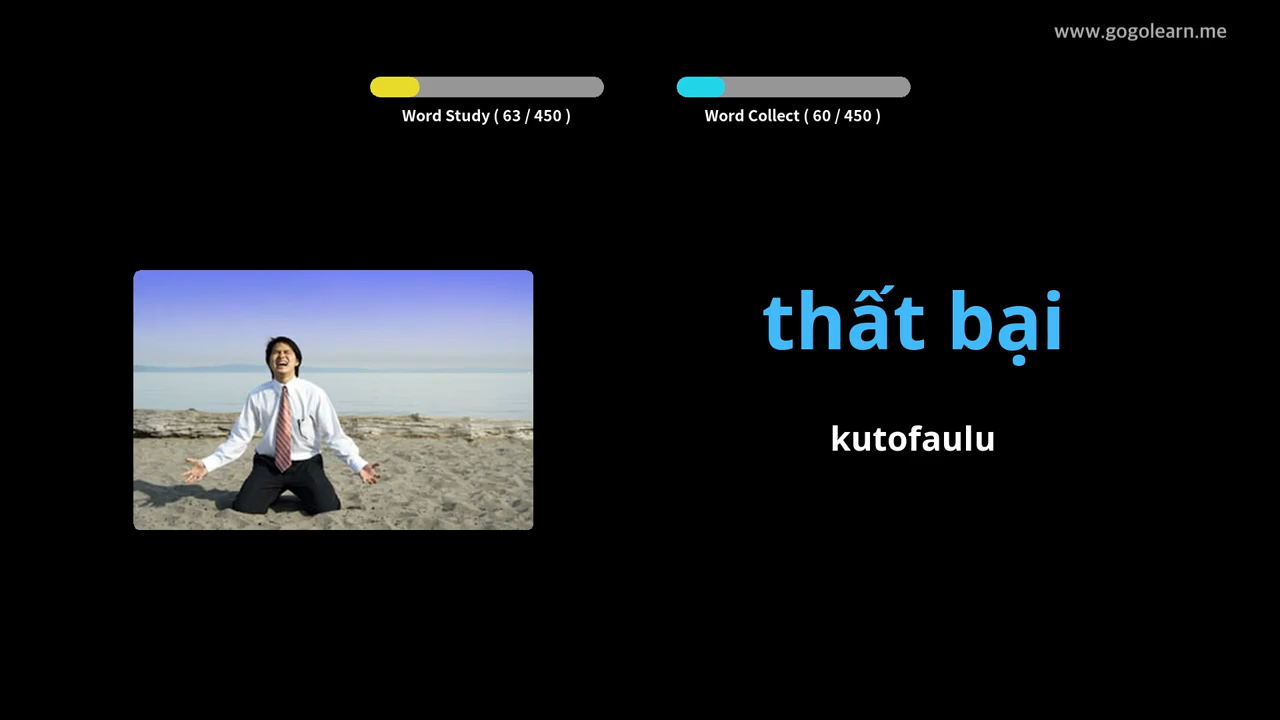 www.gogolearn.me
Word Study ( 63 / 450 )
Word Collect ( 60 / 450 )
thất bại
kutofaulu